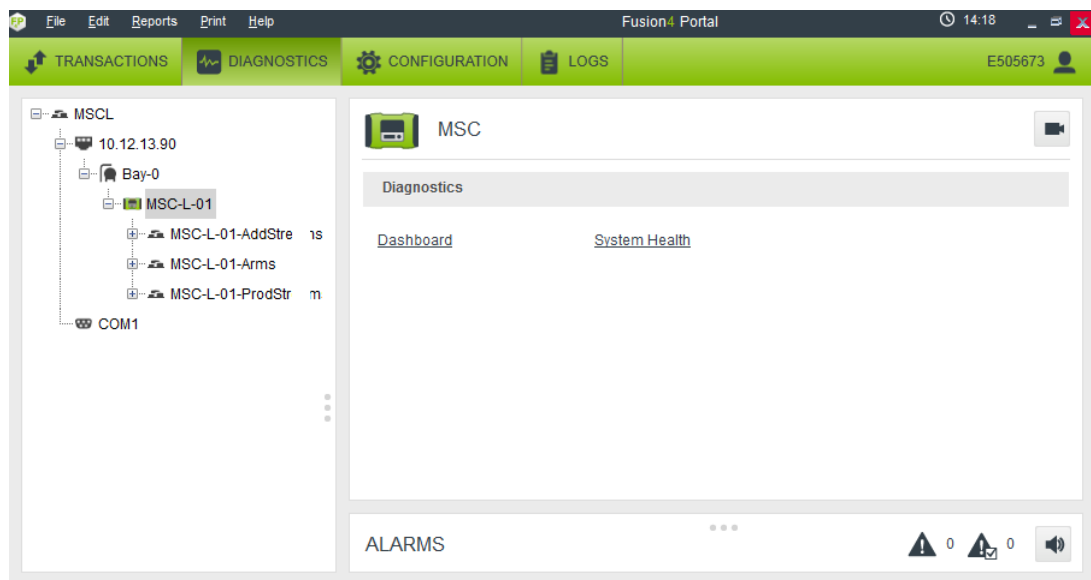 FP File Edit Reports Print Help Fusion4 Portal 14:18
TRANSACTIONS DIAGNOSTICS CONFIGURATION LOGS E505673
MSCL
10.12.13.90
Bay-0
MSC-L-01
MSC-L-01-AddStre ns
MSC-L-01-Arms
MSC-L-01-ProdStr m
COM1
MSC
Diagnostics
Dashboard System Health
ALARMS 0 0